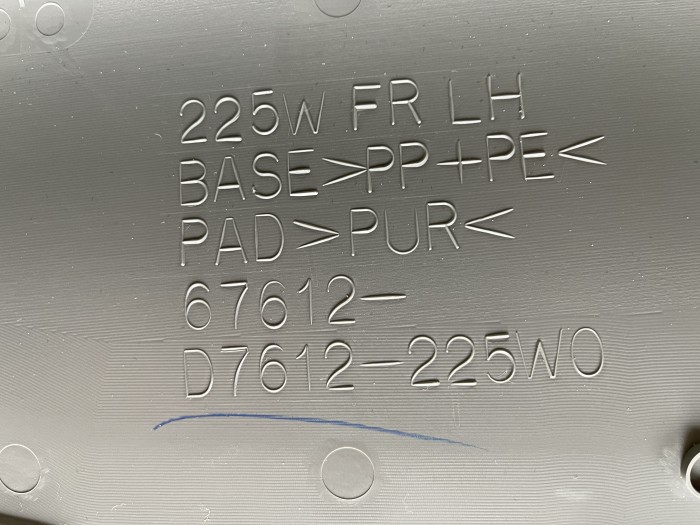 225W FR LH
BASE>PP+PE<
PAD>PUR<
67612-
D7612-225W0